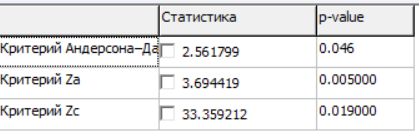 Статистика p-value
Критерий Андерсона–Да 2.561799 0.046
Критерий Za 3.694419 0.005000
Критерий Zc 33.359212 0.019000